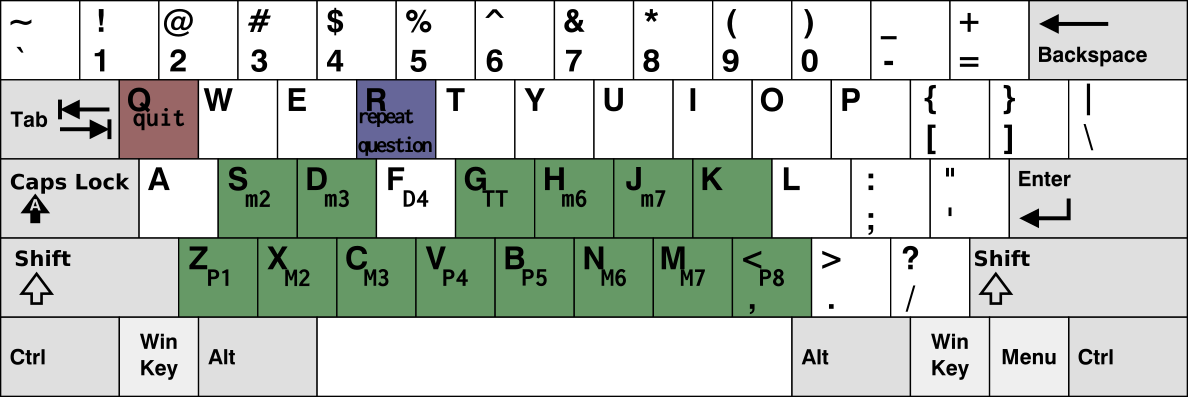 ~ ! @ # $ % ^ & * ( ) _ +
` 1 2 3 4 5 6 7 8 9 0 - = Backspace
Tab Q W E R T Y U I O P { } |
quit repeat
question [ ] \
Caps Lock A S D F G H J K L : " Enter
A m2 m3 D4 TT m6 m7 ; '
Shift Z X C V B N M < > ? Shift
P1 M2 M3 P4 P5 M6 M7 P8
, . /
Ctrl Win Key Alt Alt Win Key Menu Ctrl